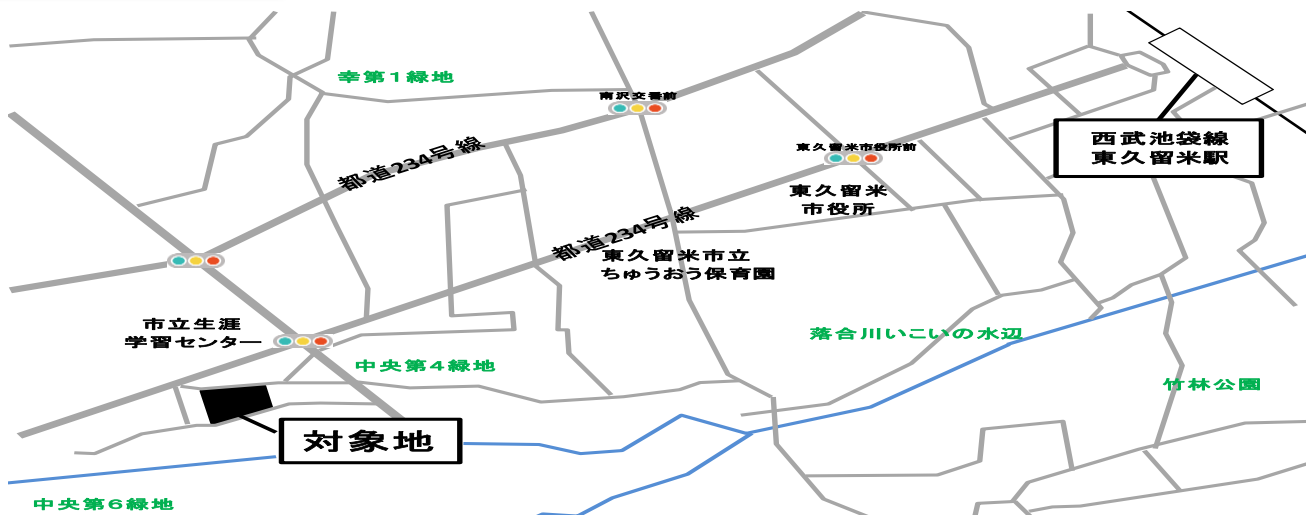 幸第1緑地
南沢交番前
西武池袋線
東久留米駅
都道234号線
東久留米市役所前
東久留米
市役所
都道234号線
東久留米市立
ちゅうおう保育園
市立生涯
学習センター
落合川いこいの水辺
中央第4緑地
竹林公園
対象地
中央第6緑地